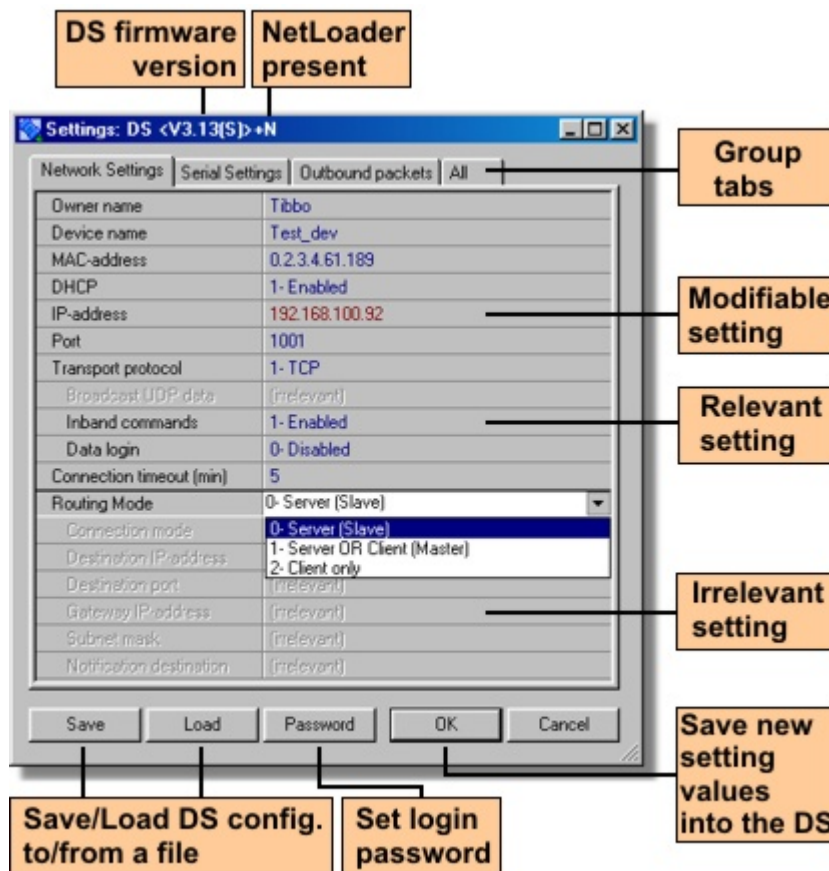 DS firmware
version
NetLoader
present
Settings: DS <V3.13(S)>+N
Network Settings Serial Settings Outbound packets All
Group
tabs
Owner name Tibbo
Device name Test_dev
MAC-address 0.2.3.4.61.189
DHCP 1- Enabled
IP-address 192.168.100.92
Modifiable
setting
Port 1001
Transport protocol 1- TCP
Broadcast UDP data (irrelevant)
Inband commands 1- Enabled
Data login 0- Disabled
Relevant
setting
Connection timeout (min) 5
Routing Mode 0- Server (Slave)
Connection mode 0- Server (Slave)
1- Server OR Client (Master)
Destination IP-address
2- Client only
Destination port (irrelevant)
Gateway IP-address (irrelevant)
Subnet mask (irrelevant)
Notification destination (irrelevant)
Irrelevant
setting
Save Load Password OK Cancel
Save new
setting
values
into the DS
Save/Load DS config.
to/from a file
Set login
password